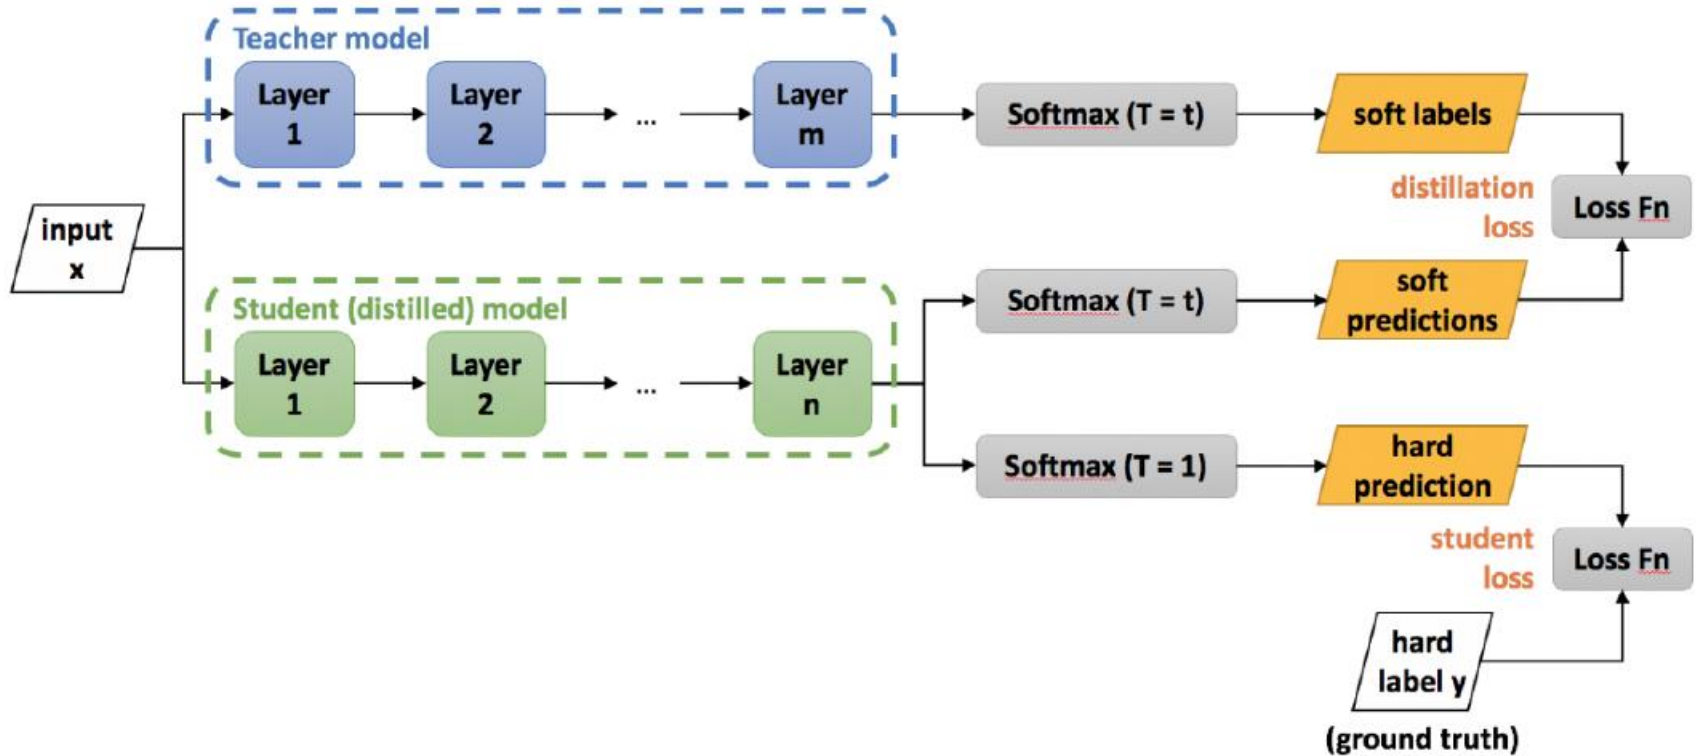 Teacher model
Layer
1
Layer
2
...
Layer
m
Softmax (T = t)
soft labels
distillation
loss
Loss Fn
input
x
Student (distilled) model
Layer
1
Layer
2
...
Layer
n
Softmax (T = t)
soft
predictions
Softmax (T = 1)
hard
prediction
student
loss
Loss Fn
hard
label y
(ground truth)